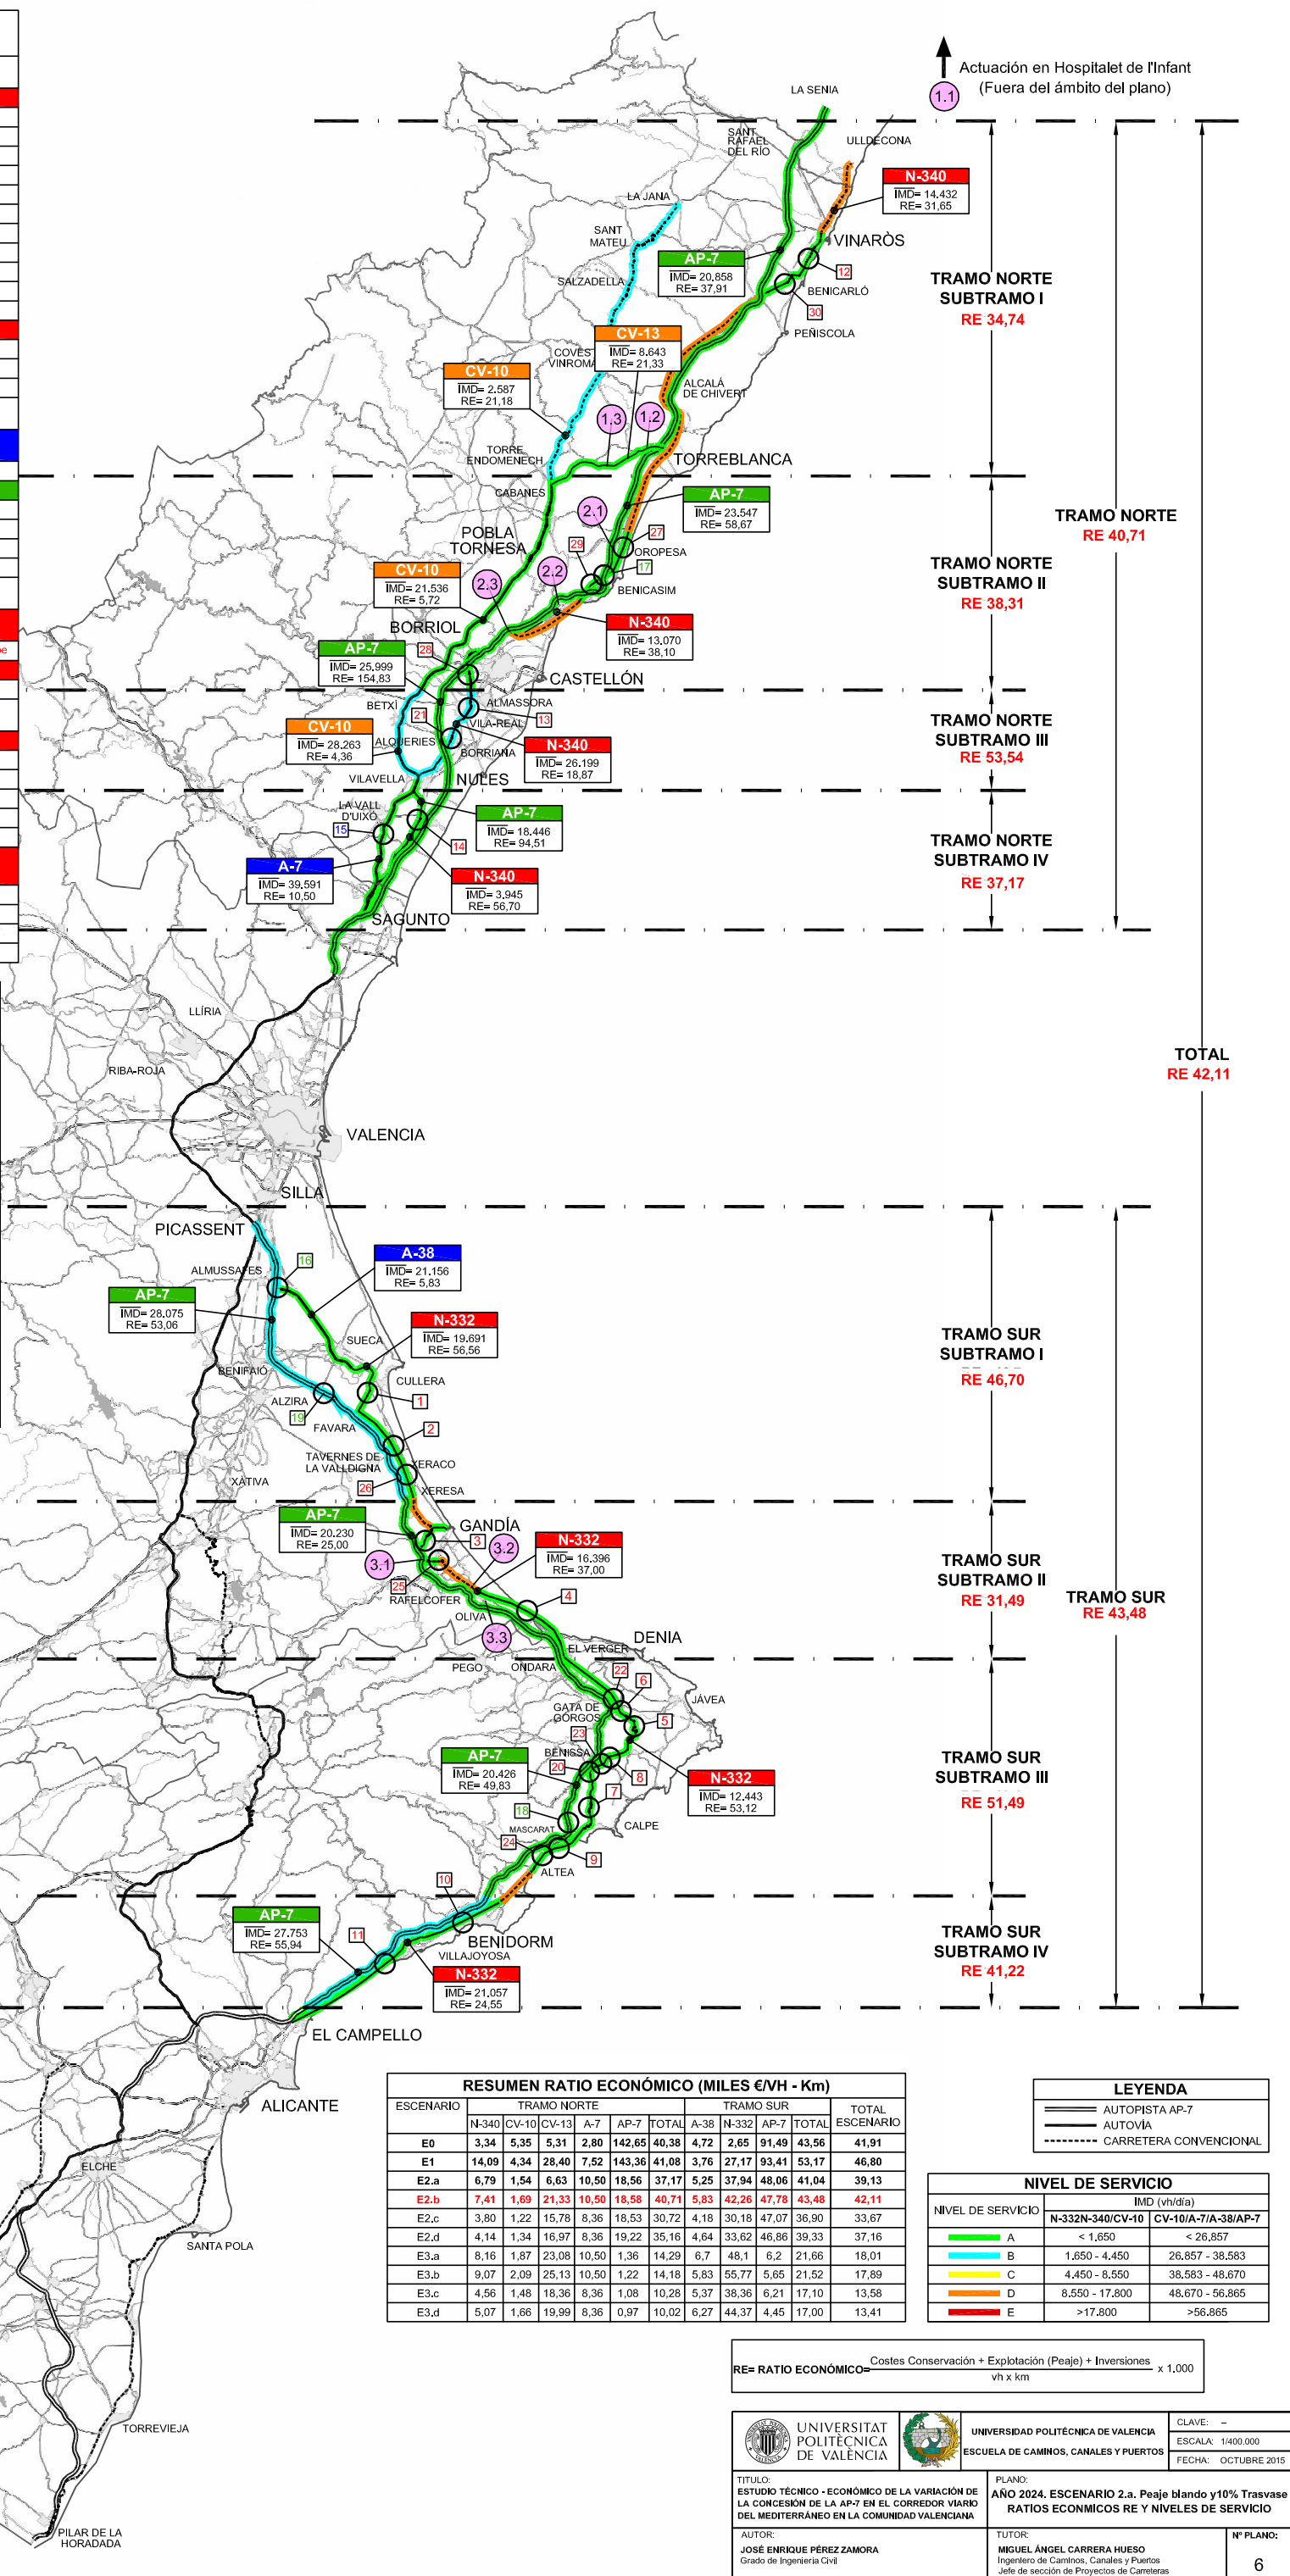 Actuación en Hospitalet de l'Infant
(Fuera del ámbito del plano)
1.1
LA SENIA
SANT
RAFAEL
DEL RÍO
ULLDECONA
N-340
IMD= 14.432
RE= 31,65
LA JANA
SANT
MATEU
VINARÒS
AP-7
IMD= 20.858
RE= 37,91
12
SALZADELLA
BENICARLÓ
30
PEÑISCOLA
TRAMO NORTE
SUBTRAMO I
RE 34,74
CV-13
IMD= 8.643
RE= 21,33
COVES
VINROMA
CV-10
IMD= 2.587
RE= 21,18
ALCALÁ
DE CHIVERT
1.3
1.2
TORRE
ENDOMENECH
TORREBLANCA
CABANES
AP-7
IMD= 23.547
RE= 58,67
2.1
TRAMO NORTE
RE 40,71
POBLA
TORNESA
27
29
OROPESA
17
2.2
BENICASIM
TRAMO NORTE
SUBTRAMO II
RE 38,31
CV-10
IMD= 21.536
RE= 5,72
2.3
BORRIOL
N-340
IMD= 13.070
RE= 38,10
AP-7
IMD= 25.999
RE= 154,83
28
CASTELLÓN
BETXÍ
ALMASSORA
21
13
VILA-REAL
TRAMO NORTE
SUBTRAMO III
RE 53,54
CV-10
IMD= 28.263
RE= 4,36
ALQUERIES
BORRIANA
N-340
IMD= 26.199
RE= 18,87
VILAVELLA
NULES
LA VALL
D'UIXÓ
15
AP-7
IMD= 18.446
RE= 94,51
14
TRAMO NORTE
SUBTRAMO IV
RE 37,17
A-7
IMD= 39.591
RE= 10,50
N-340
IMD= 3.945
RE= 56,70
SAGUNTO
LLÍRIA
TOTAL
RE 42,11
RIBA-ROJA
VALENCIA
SILLA
PICASSENT
ALMUSSAFES
16
A-38
IMD= 21.156
RE= 5,83
AP-7
IMD= 28.075
RE= 53,06
N-332
IMD= 19.691
RE= 56,56
SUECA
TRAMO SUR
SUBTRAMO I
RE 46,70
BENIFAIÓ
CULLERA
ALZIRA
1
19
FAVARA
2
TAVERNES DE
LA VALLDIGNA
XERACO
XÀTIVA
26
XERESA
AP-7
IMD= 20.230
RE= 25,00
GANDÍA
3
3.2
N-332
IMD= 16.396
RE= 37,00
3.1
25
RAFELCOFER
TRAMO SUR
SUBTRAMO II
RE 31,49
TRAMO SUR
RE 43,48
4
OLIVA
3.3
DENIA
EL VERGER
PEGO
ONDARA
22
6
JÁVEA
GATA DE
GORGOS
5
23
BENISSA
AP-7
IMD= 20.426
RE= 49,83
20
8
N-332
IMD= 12.443
RE= 53,12
TRAMO SUR
SUBTRAMO III
RE 51,49
7
18
MASCARAT
CALPE
24
9
ALTEA
10
AP-7
IMD= 27.753
RE= 55,94
11
BENIDORM
VILLAJOYOSA
TRAMO SUR
SUBTRAMO IV
RE 41,22
N-332
IMD= 21.057
RE= 24,55
EL CAMPELLO
ALICANTE
ELCHE
SANTA POLA
TORREVIEJA
PILAR DE LA
HORADADA
RESUMEN RATIO ECONÓMICO (MILES €/VH - Km)
ESCENARIO TRAMO NORTE TRAMO SUR TOTAL ESCENARIO
N-340 CV-10 CV-13 A-7 AP-7 TOTAL A-38 N-332 AP-7 TOTAL
E0 3,34 5,35 5,31 2,80 142,65 40,38 4,72 2,65 91,49 43,56 41,91
E1 14,09 4,34 28,40 7,52 143,36 41,08 3,76 27,17 93,41 53,17 46,80
E2.a 6,79 1,54 6,63 10,50 18,56 37,17 5,25 37,94 48,06 41,04 39,13
E2.b 7,41 1,69 21,33 10,50 18,58 40,71 5,83 42,26 47,78 43,48 42,11
E2.c 3,80 1,22 15,78 8,36 18,53 30,72 4,18 30,18 47,07 36,90 33,67
E2.d 4,14 1,34 16,97 8,36 19,22 35,16 4,64 33,62 46,86 39,33 37,16
E3.a 8,16 1,87 23,08 10,50 1,36 14,29 6,7 48,1 6,2 21,66 18,01
E3.b 9,07 2,09 25,13 10,50 1,22 14,18 5,83 55,77 5,65 21,52 17,89
E3.c 4,56 1,48 18,36 8,36 1,08 10,28 5,37 38,36 6,21 17,10 13,58
E3.d 5,07 1,66 19,99 8,36 0,97 10,02 6,27 44,37 4,45 17,00 13,41
LEYENDA
AUTOPISTA AP-7
AUTOVÍA
CARRETERA CONVENCIONAL
NIVEL DE SERVICIO
NIVEL DE SERVICIO IMD (vh/día)
N-332N-340/CV-10 CV-10/A-7/A-38/AP-7
A < 1.650 < 26.857
B 1.650 - 4.450 26.857 - 38.583
C 4.450 - 8.550 38.583 - 48.670
D 8.550 - 17.800 48.670 - 56.865
E >17.800 >56.865
RE= RATIO ECONÓMICO= Costes Conservación + Explotación (Peaje) + Inversiones x 1.000
vh x km
UNIVERSITAT
POLITÈCNICA
DE VALÈNCIA
UNIVERSIDAD POLITÉCNICA DE VALENCIA
ESCUELA DE CAMINOS, CANALES Y PUERTOS
CLAVE: –
ESCALA: 1/400.000
FECHA: OCTUBRE 2015
TITULO:
ESTUDIO TÉCNICO - ECONÓMICO DE LA VARIACIÓN DE
LA CONCESIÓN DE LA AP-7 EN EL CORREDOR VIARIO
DEL MEDITERRÁNEO EN LA COMUNIDAD VALENCIANA
PLANO:
AÑO 2024. ESCENARIO 2.a. Peaje blando y10% Trasvase
RATIOS ECONMICOS RE Y NIVELES DE SERVICIO
AUTOR:
JOSÉ ENRIQUE PÉREZ ZAMORA
Grado de Ingeniería Civil
TUTOR:
MIGUEL ÁNGEL CARRERA HUESO
Ingeniero de Caminos, Canales y Puertos
Jefe de sección de Proyectos de Carreteras
Nº PLANO:
6